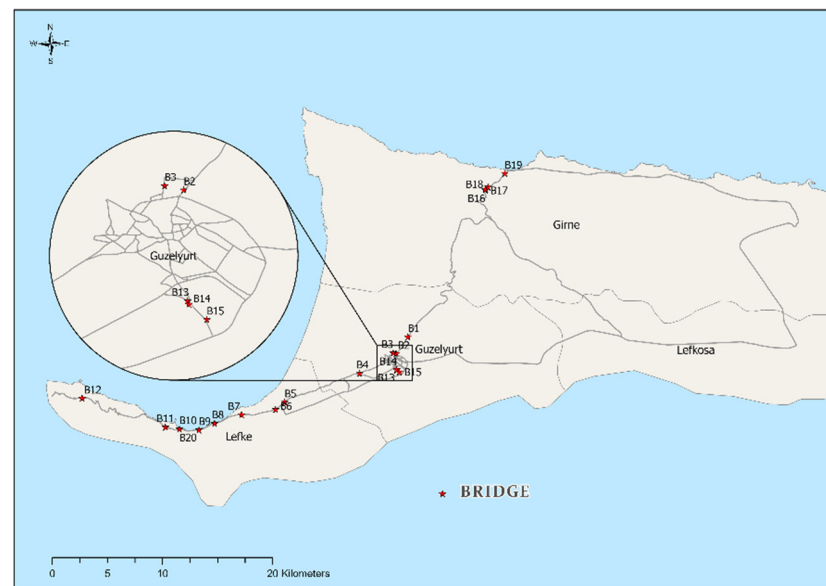 N
W E
S
B19
B18
B17
B16
Girne
B3
B2
Guzelyurt
B13
B14
B15
B1
B3 B2
Guzelyurt
B14
B4
B13
B15
Lefkosa
B12
B5
B6
B7
B8
B9
B11
B10
B20
Lefke
BRIDGE
0 5 10 20 Kilometers